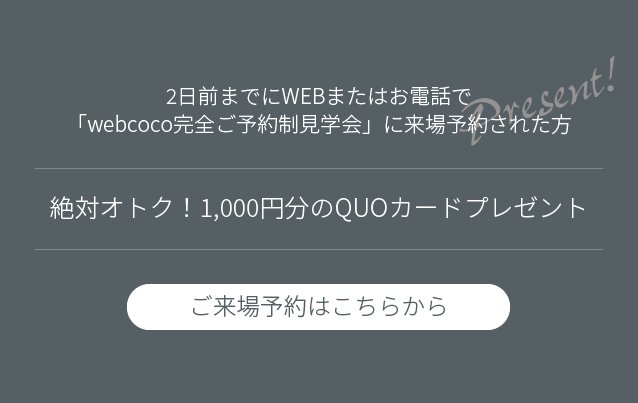 Present!
2日前までにWEBまたはお電話で
「webcoco完全ご予約制見学会」に来場予約された方
絶対オトク！1,000円分のQUOカードプレゼント
ご来場予約はこちらから